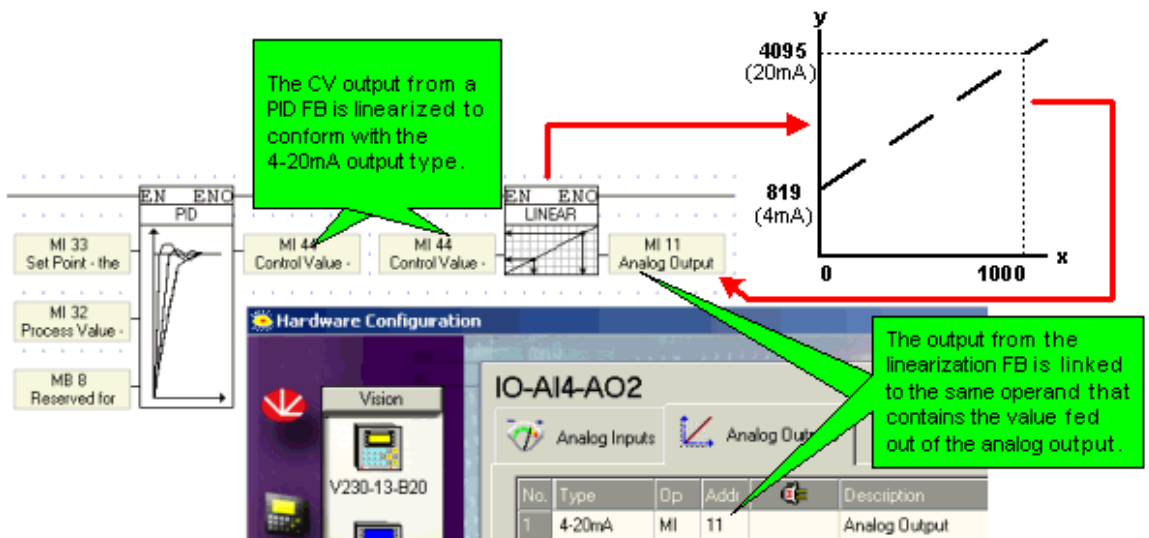 The CV output from a
PID FB is linearized to
conform with the
4-20mA output type.
y
4095
(20mA)
819
(4mA)
0
1000
x
EN ENO
PID
MI 33
Set Point - the
MI 32
Process Value -
MB 8
Reserved for
MI 44
Control Value -
MI 44
Control Value -
EN ENO
LINEAR
MI 11
Analog Output
Hardware Configuration
Vision
V230-13-B20
IO-AI4-AO2
Analog Inputs
Analog Out
No. Type Op Addr Description
1 4-20mA MI 11 Analog Output
The output from the
linearization FB is linked
to the same operand that
contains the value fed
out of the analog output.